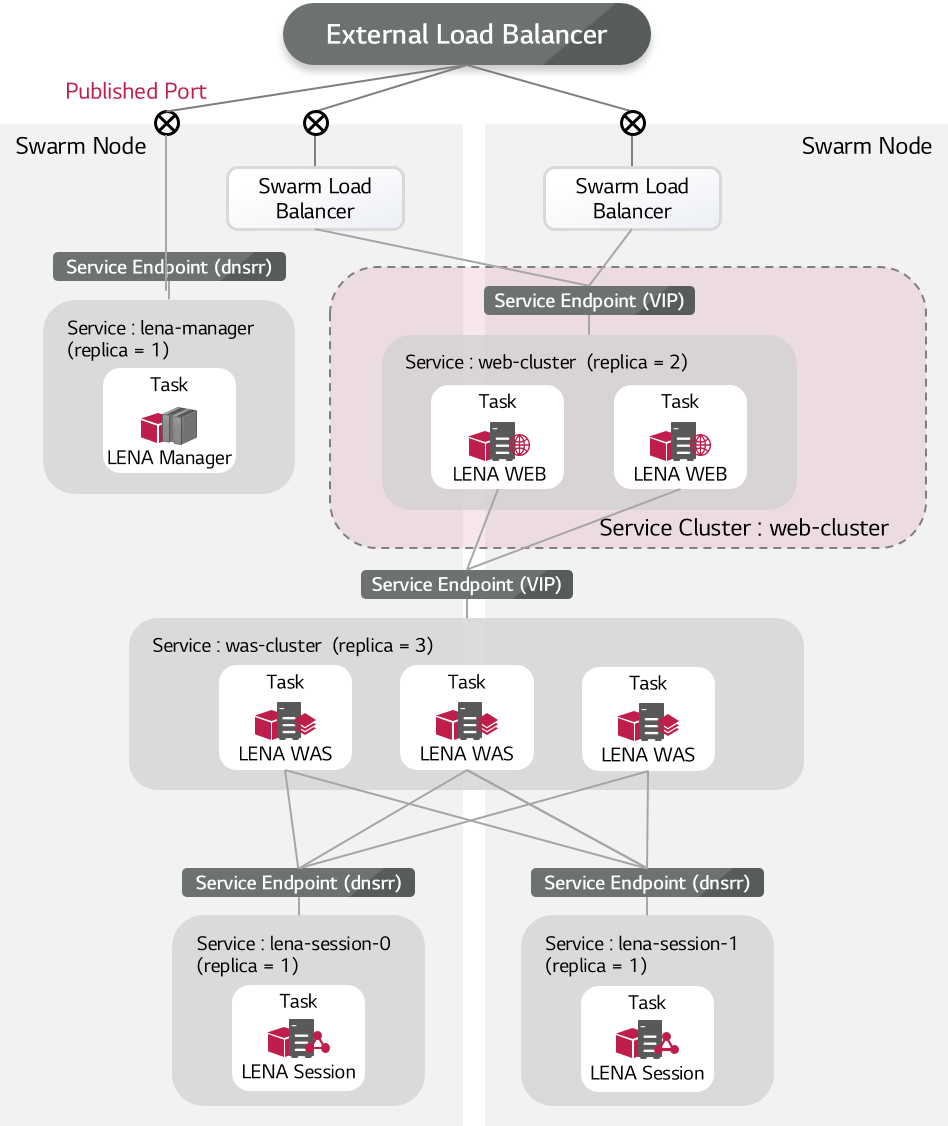 External Load Balancer
Published Port
Swarm Node
Swarm Node
Swarm Load
Balancer
Swarm Load
Balancer
Service Endpoint (dnsrr)
Service : lena-manager
(replica = 1)
Task
LENA Manager
Service Endpoint (VIP)
Service : web-cluster (replica = 2)
Task
LENA WEB
Task
LENA WEB
Service Cluster : web-cluster
Service Endpoint (VIP)
Service : was-cluster (replica = 3)
Task
LENA WAS
Task
LENA WAS
Task
LENA WAS
Service Endpoint (dnsrr)
Service : lena-session-0
(replica = 1)
Task
LENA Session
Service Endpoint (dnsrr)
Service : lena-session-1
(replica = 1)
Task
LENA Session